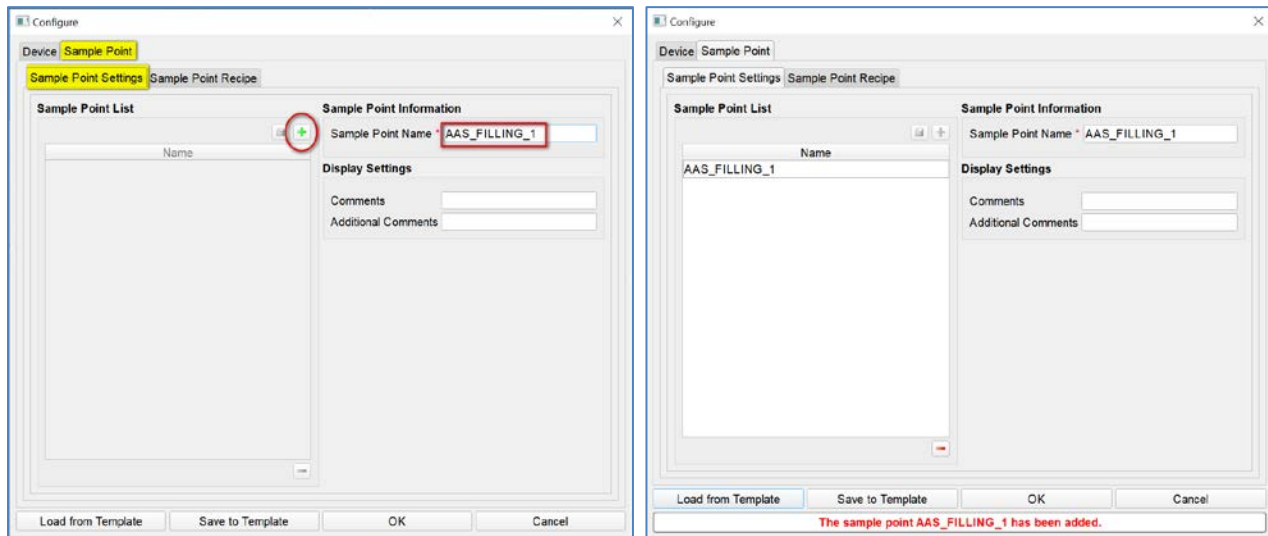 Configure
Device Sample Point
Sample Point Settings Sample Point Recipe
Sample Point List
Name
Sample Point Information
Sample Point Name * AAS_FILLING_1
Display Settings
Comments
Additional Comments
Load from Template Save to Template OK Cancel
Configure
Device Sample Point
Sample Point Settings Sample Point Recipe
Sample Point List
Name
AAS_FILLING_1
Sample Point Information
Sample Point Name * AAS_FILLING_1
Display Settings
Comments
Additional Comments
Load from Template Save to Template OK Cancel
The sample point AAS_FILLING_1 has been added.